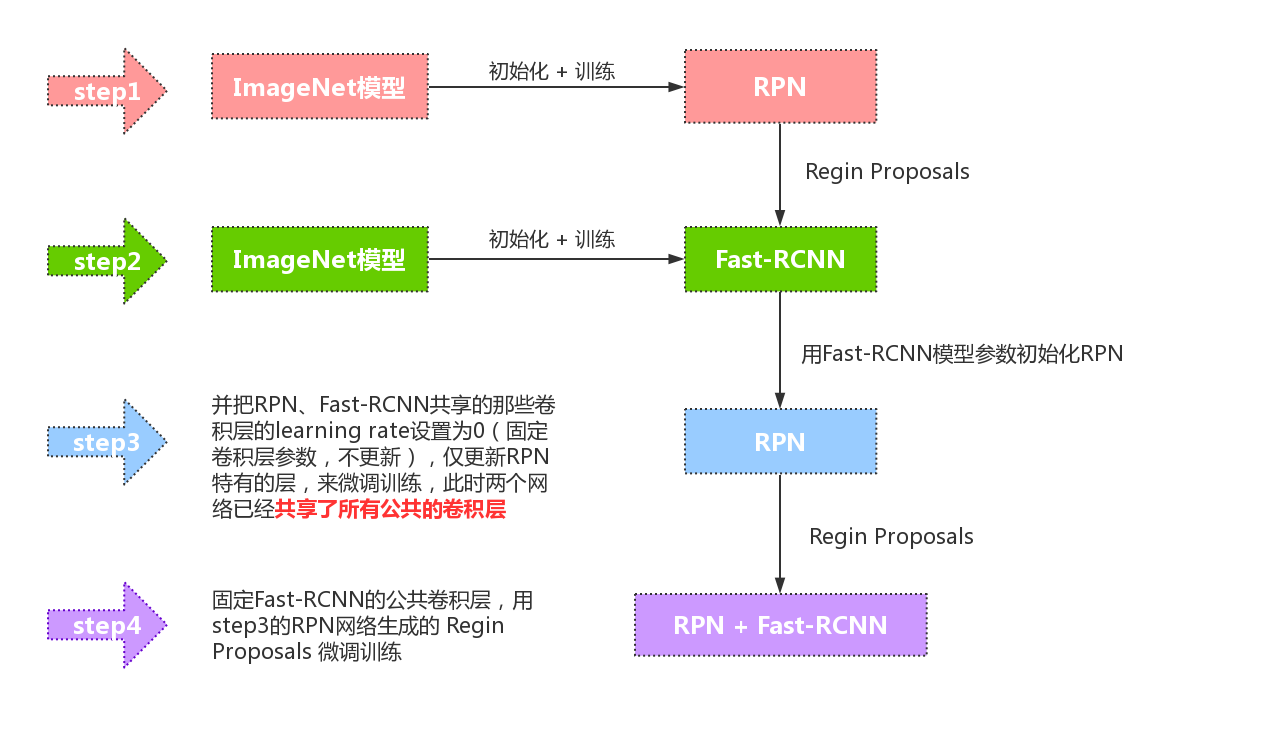 step1
ImageNet模型
初始化 + 训练
RPN
Regin Proposals
step2
ImageNet模型
初始化 + 训练
Fast-RCNN
用Fast-RCNN模型参数初始化RPN
step3
并把RPN、Fast-RCNN共享的那些卷
积层的learning rate设置为0（固定
卷积层参数，不更新），仅更新RPN
特有的层，来微调训练，此时两个网
络已经共享了所有公共的卷积层
RPN
Regin Proposals
step4
固定Fast-RCNN的公共卷积层，用
step3的RPN网络生成的 Regin
Proposals 微调训练
RPN + Fast-RCNN